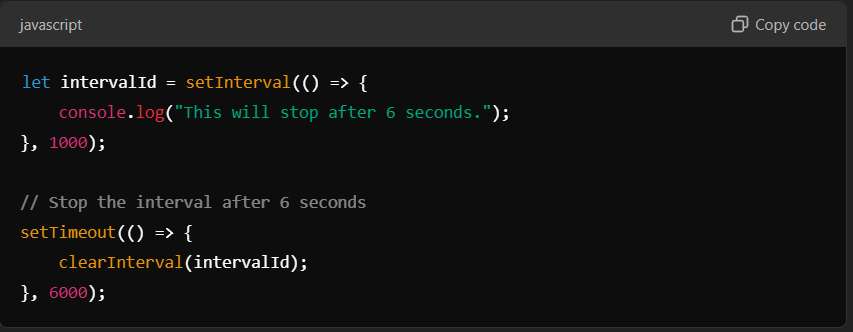 javascript
Copy code
let intervalId = setInterval(() => {
    console.log("This will stop after 6 seconds.");
}, 1000);

// Stop the interval after 6 seconds
setTimeout(() => {
    clearInterval(intervalId);
}, 6000);